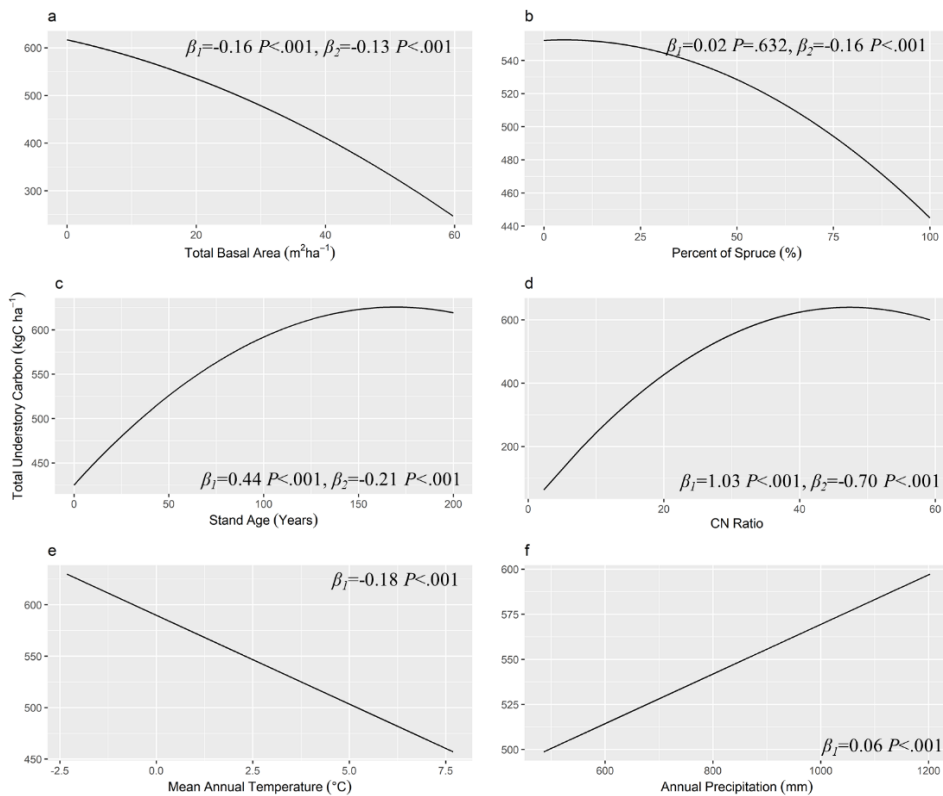 a
β1=-0.16 P<.001, β2=-0.13 P<.001
600
500
400
300
0 20 40 60
Total Basal Area (m²ha⁻¹)
b
β1=0.02 P=.632, β2=-0.16 P<.001
540
520
500
480
460
440
0 25 50 75 100
Percent of Spruce (%)
Total Understory Carbon (kgC ha⁻¹)
c
600
550
500
450
β1=0.44 P<.001, β2=-0.21 P<.001
0 50 100 150 200
Stand Age (Years)
d
600
400
200
β1=1.03 P<.001, β2=-0.70 P<.001
0 20 40 60
CN Ratio
e
β1=-0.18 P<.001
600
550
500
450
-2.5 0.0 2.5 5.0 7.5
Mean Annual Temperature (°C)
f
600
575
550
525
500
β1=0.06 P<.001
600 800 1000 1200
Annual Precipitation (mm)